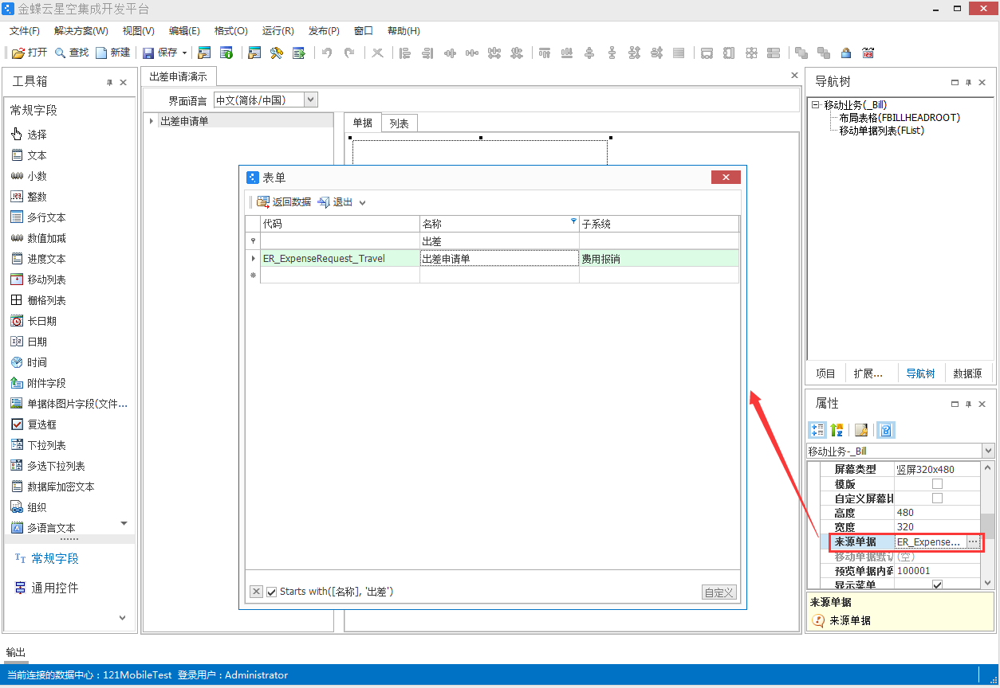 金蝶云星空集成开发平台
文件(F) 解决方案(W) 视图(V) 编辑(E) 格式(O) 运行(R) 发布(P) 窗口 帮助(H)
打开 查找 新建 保存
工具箱
常规字段
选择
文本
小数
整数
多行文本
数值加减
进度文本
移动列表
栅格列表
长日期
日期
时间
附件字段
单据体图片字段(文件...
复选框
下拉列表
多选下拉列表
数据库加密文本
组织
多语言文本
常规字段
通用控件
出差申请演示
界面语言 中文(简体/中国)
出差申请单
单据 列表
表单
返回数据 退出
代码 名称 子系统
出差
ER_ExpenseRequest_Travel 出差申请单 费用报销
Starts with([名称], '出差')
自定义
导航树
移动业务(_Bill)
布局表格(FBILLHEADROOT)
移动单据列表(FList)
项目 扩展... 导航树 数据源
属性
移动业务-_Bill
屏幕类型 竖屏320x480
模版
自定义屏幕比
高度 480
宽度 320
来源单据 ER_Expense... ...
移动单据默认 (空)
预览单据内码 100001
显示菜单
来源单据
来源单据
输出
当前连接的数据中心：121MobileTest 登录用户：Administrator